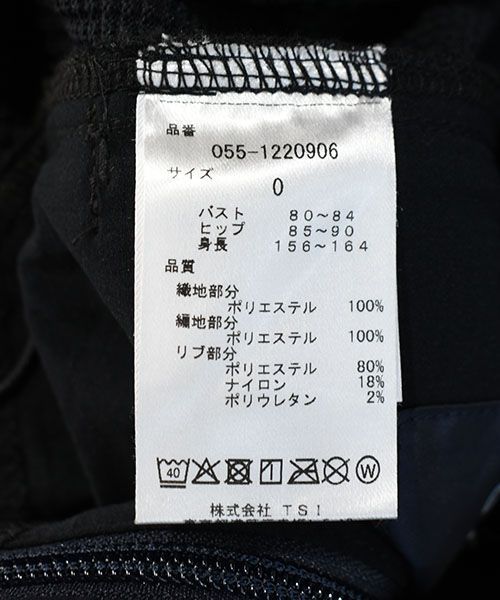 品番
055-1220906
サイズ
0
バスト 80～84
ヒップ 85～90
身長 156～164
品質
織地部分
ポリエステル 100%
編地部分
ポリエステル 100%
リブ部分
ポリエステル 80%
ナイロン 18%
ポリウレタン 2%
40 W
株式会社 TSI